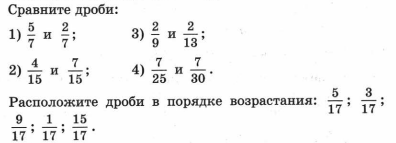 Сравните дроби:
1) 5/7 и 2/7; 3) 2/9 и 2/13;
2) 4/15 и 7/15; 4) 7/25 и 7/30.
Расположите дроби в порядке возрастания: 5/17; 3/17;
9/17; 1/17; 15/17.